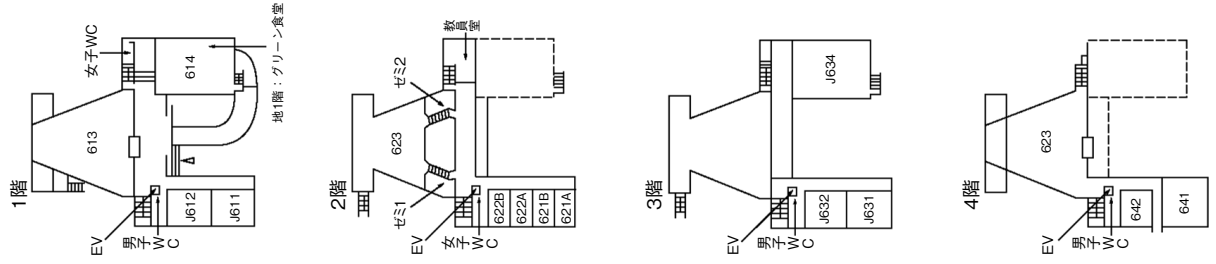 1階
女子WC
613
614
地1階：グリーン食堂
EV
男子WC
J612
J611
2階
教員室
ゼミ2
623
ゼミ1
EV
女子WC
622B
622A
621B
621A
3階
J634
EV
男子WC
J632
J631
4階
623
EV
男子WC
642
641